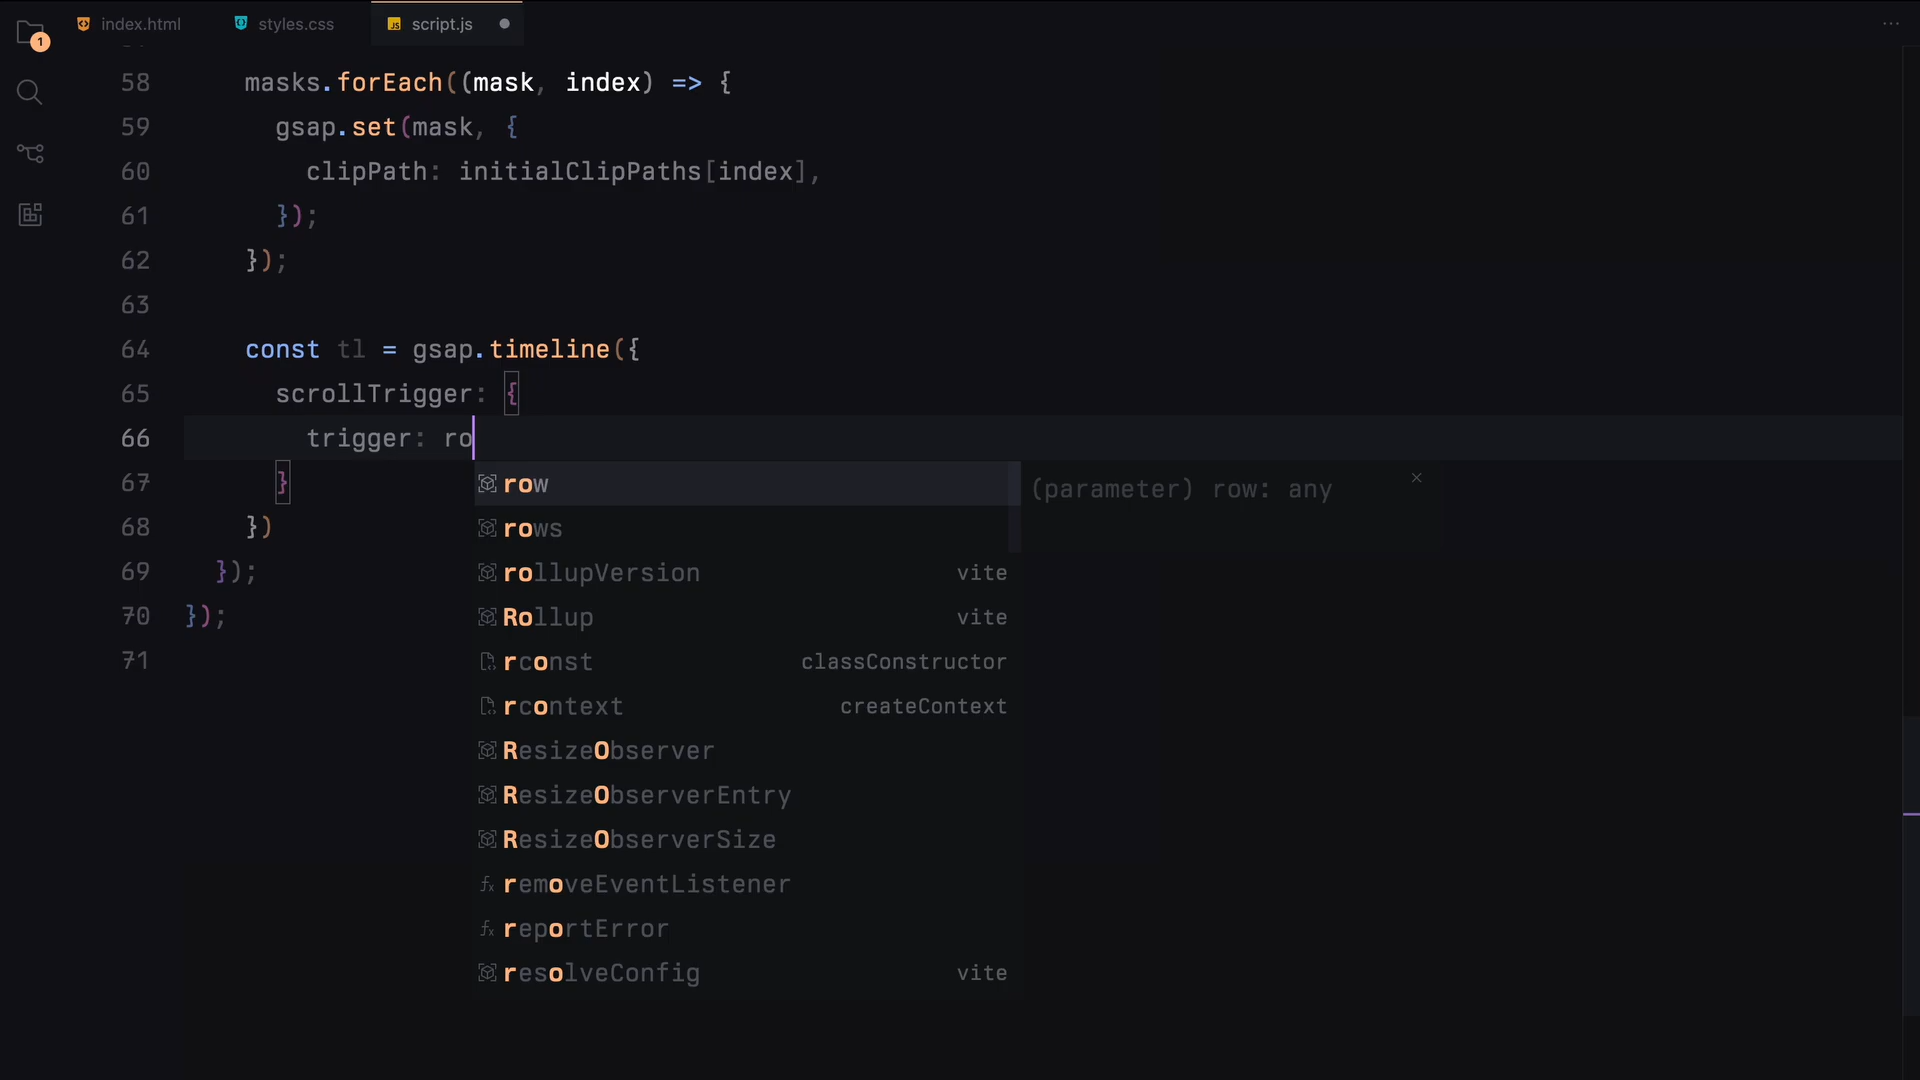 index.html styles.css JS script.js
1
58 masks.forEach((mask, index) => {
59 gsap.set(mask, {
60 clipPath: initialClipPaths[index],
61 });
62 });
63
64 const tl = gsap.timeline({
65 scrollTrigger: {
66 trigger: ro
67 }
68 })
69 });
70 });
71
row
(parameter) row: any
rows
rollupVersion vite
Rollup vite
rconst classConstructor
rcontext createContext
ResizeObserver
ResizeObserverEntry
ResizeObserverSize
removeEventListener
reportError
resolveConfig vite